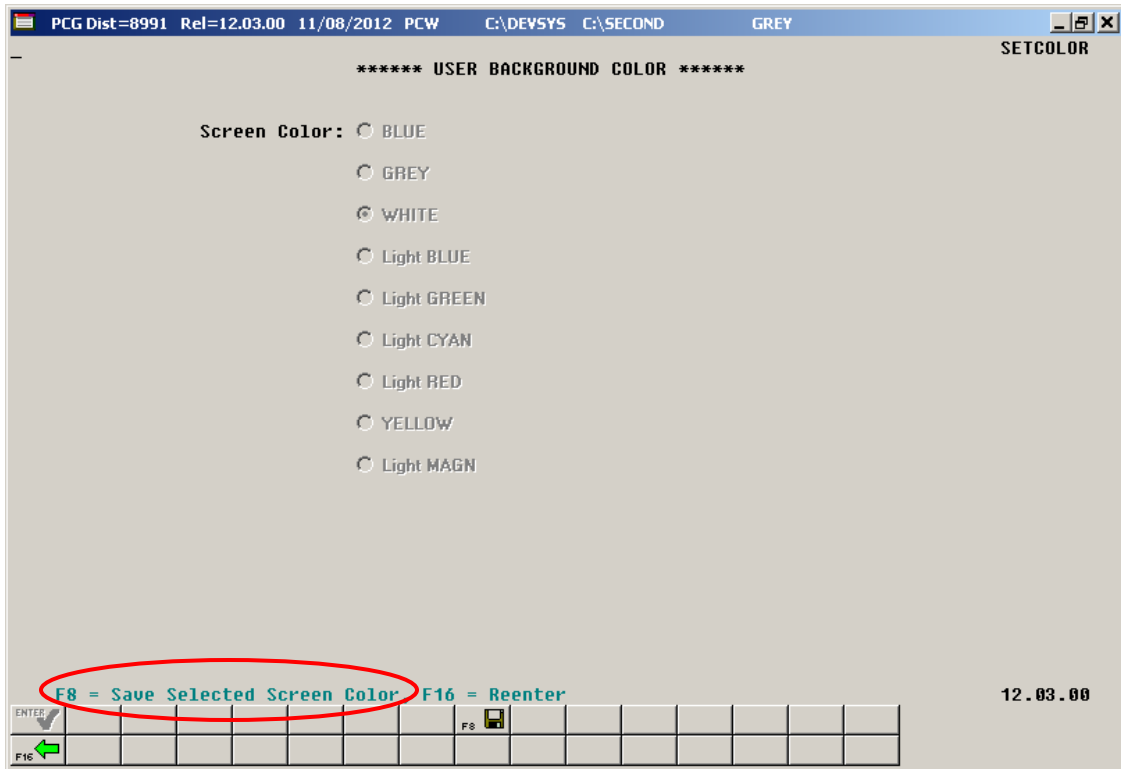 PCG Dist=8991 Rel=12.03.00 11/08/2012 PCW C:\DEVSYS C:\SECOND GREY
SETCOLOR
****** USER BACKGROUND COLOR ******
Screen Color: BLUE
GREY
WHITE
Light BLUE
Light GREEN
Light CYAN
Light RED
YELLOW
Light MAGN
F8 = Save Selected Screen Color, F16 = Reenter
12.03.00
ENTER
F8
F16